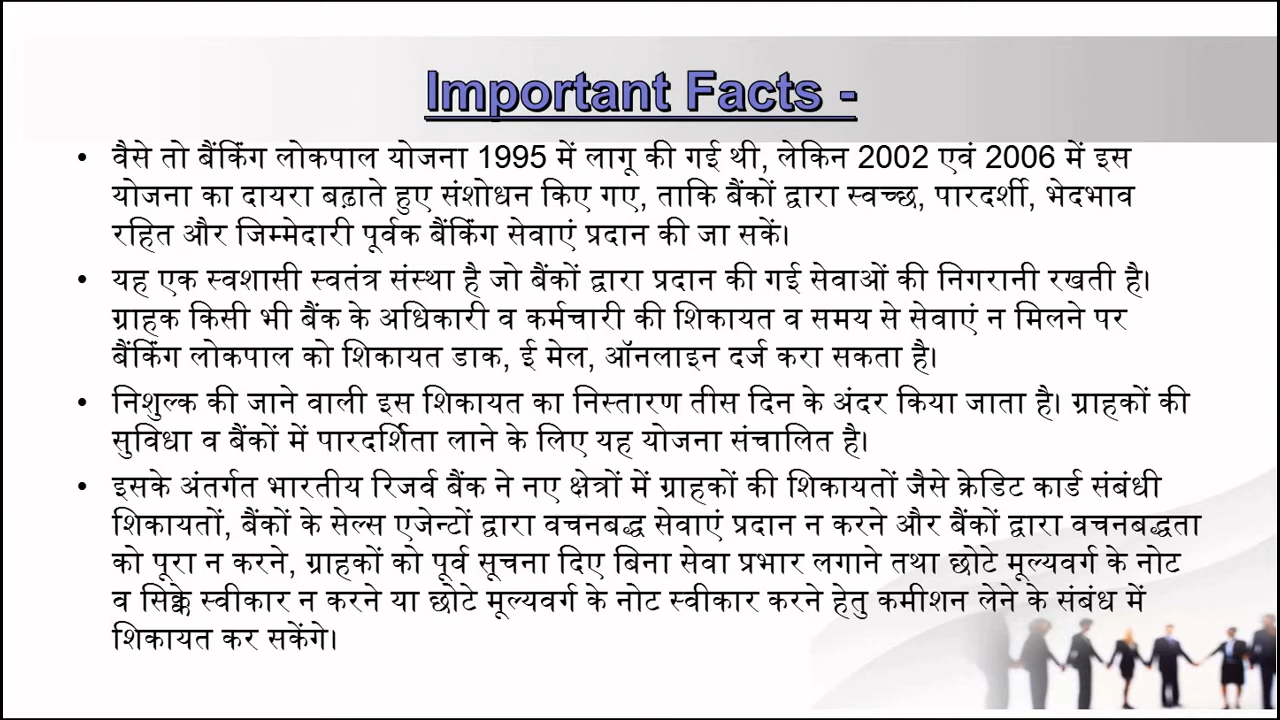 Important Facts -
• वैसे तो बैंकिंग लोकपाल योजना 1995 में लागू की गई थी, लेकिन 2002 एवं 2006 में इस
योजना का दायरा बढ़ाते हुए संशोधन किए गए, ताकि बैंकों द्वारा स्वच्छ, पारदर्शी, भेदभाव
रहित और जिम्मेदारी पूर्वक बैंकिंग सेवाएं प्रदान की जा सकें।
• यह एक स्वशासी स्वतंत्र संस्था है जो बैंकों द्वारा प्रदान की गई सेवाओं की निगरानी रखती है।
ग्राहक किसी भी बैंक के अधिकारी व कर्मचारी की शिकायत व समय से सेवाएं न मिलने पर
बैंकिंग लोकपाल को शिकायत डाक, ई मेल, ऑनलाइन दर्ज करा सकता है।
• निशुल्क की जाने वाली इस शिकायत का निस्तारण तीस दिन के अंदर किया जाता है। ग्राहकों की
सुविधा व बैंकों में पारदर्शिता लाने के लिए यह योजना संचालित है।
• इसके अंतर्गत भारतीय रिजर्व बैंक ने नए क्षेत्रों में ग्राहकों की शिकायतों जैसे क्रेडिट कार्ड संबंधी
शिकायतों, बैंकों के सेल्स एजेन्टों द्वारा वचनबद्ध सेवाएं प्रदान न करने और बैंकों द्वारा वचनबद्धता
को पूरा न करने, ग्राहकों को पूर्व सूचना दिए बिना सेवा प्रभार लगाने तथा छोटे मूल्यवर्ग के नोट
व सिक्के स्वीकार न करने या छोटे मूल्यवर्ग के नोट स्वीकार करने हेतु कमीशन लेने के संबंध में
शिकायत कर सकेंगे।